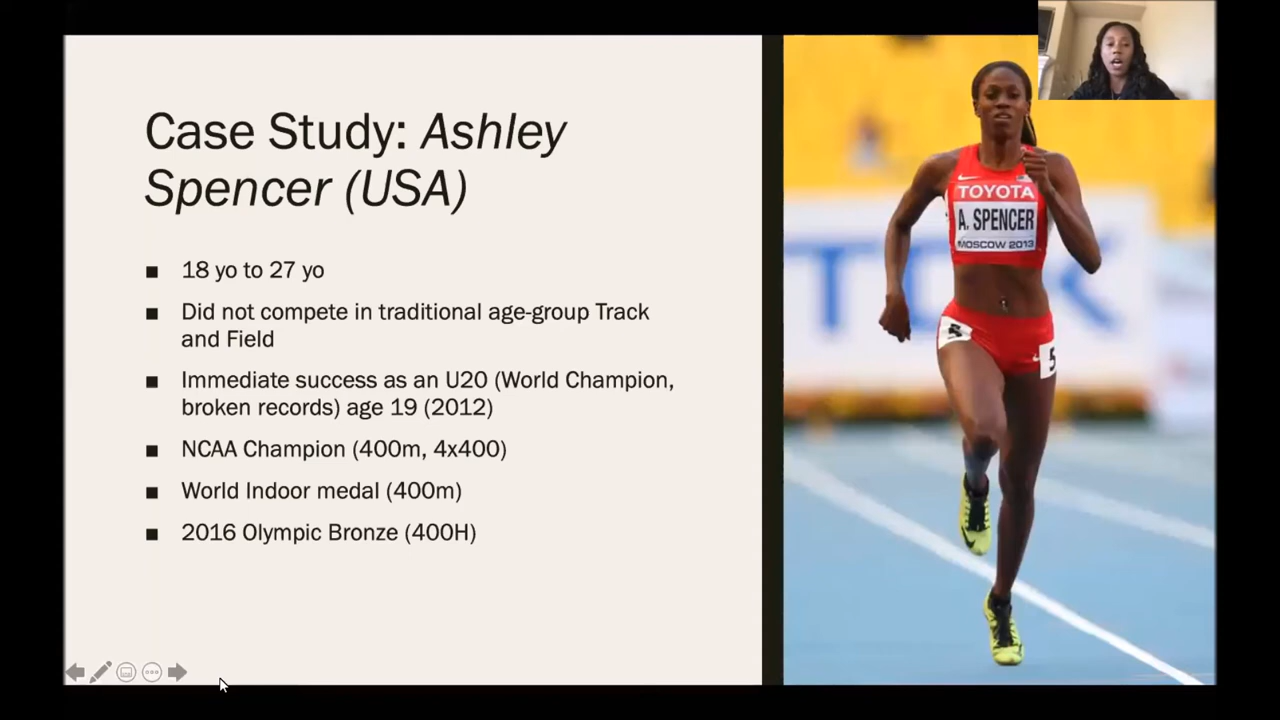 Case Study: Ashley
Spencer (USA)
■ 18 yo to 27 yo
■ Did not compete in traditional age-group Track
and Field
■ Immediate success as an U20 (World Champion,
broken records) age 19 (2012)
■ NCAA Champion (400m, 4x400)
■ World Indoor medal (400m)
■ 2016 Olympic Bronze (400H)
TOYOTA
A. SPENCER
MOSCOW 2013
5
5
TDK